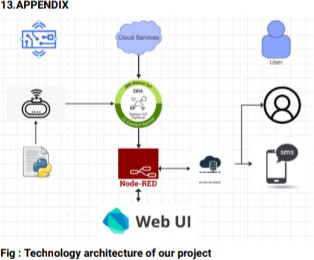 13.APPENDIX
Cloud Services
User
IBM
sms
Node-RED
Web UI
Fig : Technology architecture of our project